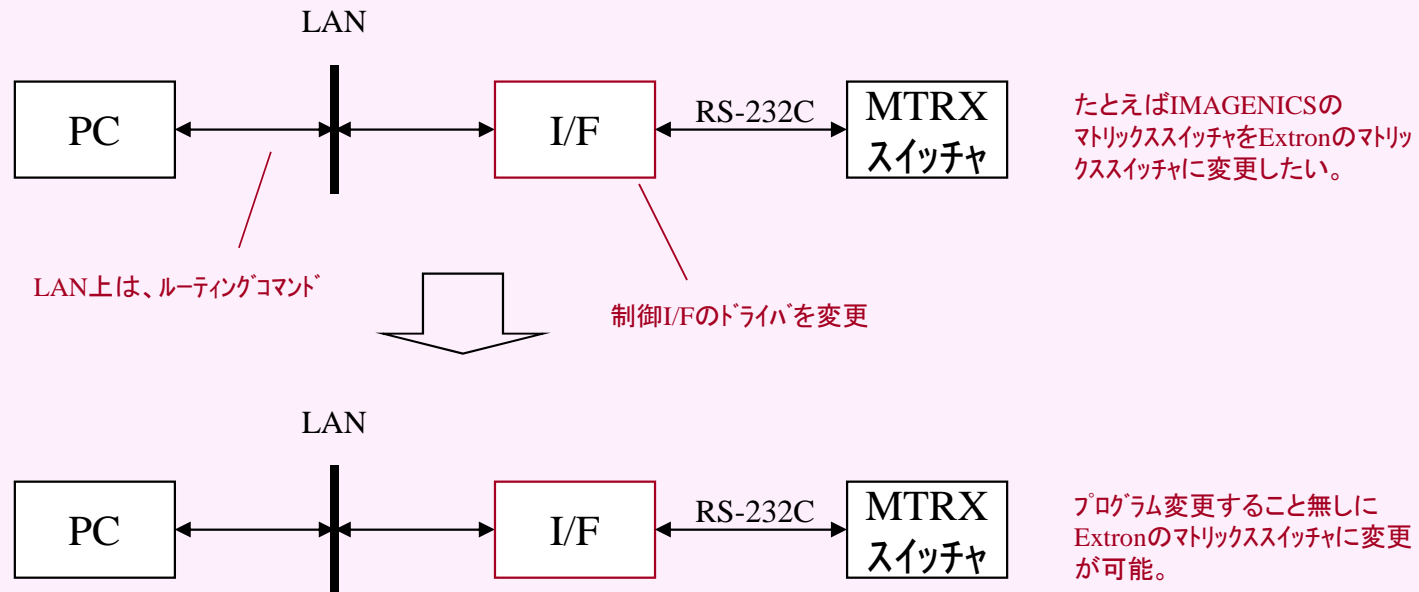 LAN
PC
I/F
RS-232C
MTRX
スイッチャ
たとえばIMAGENICSの
ﾏﾄﾘｯｸｽスイッチャをExtronのﾏﾄﾘｯ
ｸｽスイッチャに変更したい。
LAN上は、ﾙｰﾃｨﾝｸﾞコマンﾄﾞ
制御I/Fのﾄﾞﾗｲﾊﾞを変更
LAN
PC
I/F
RS-232C
MTRX
スイッチャ
ﾌﾟﾛｸﾞﾗﾑ変更すること無しに
Extronのﾏﾄﾘｯｸｽスイッチャに変更
が可能。